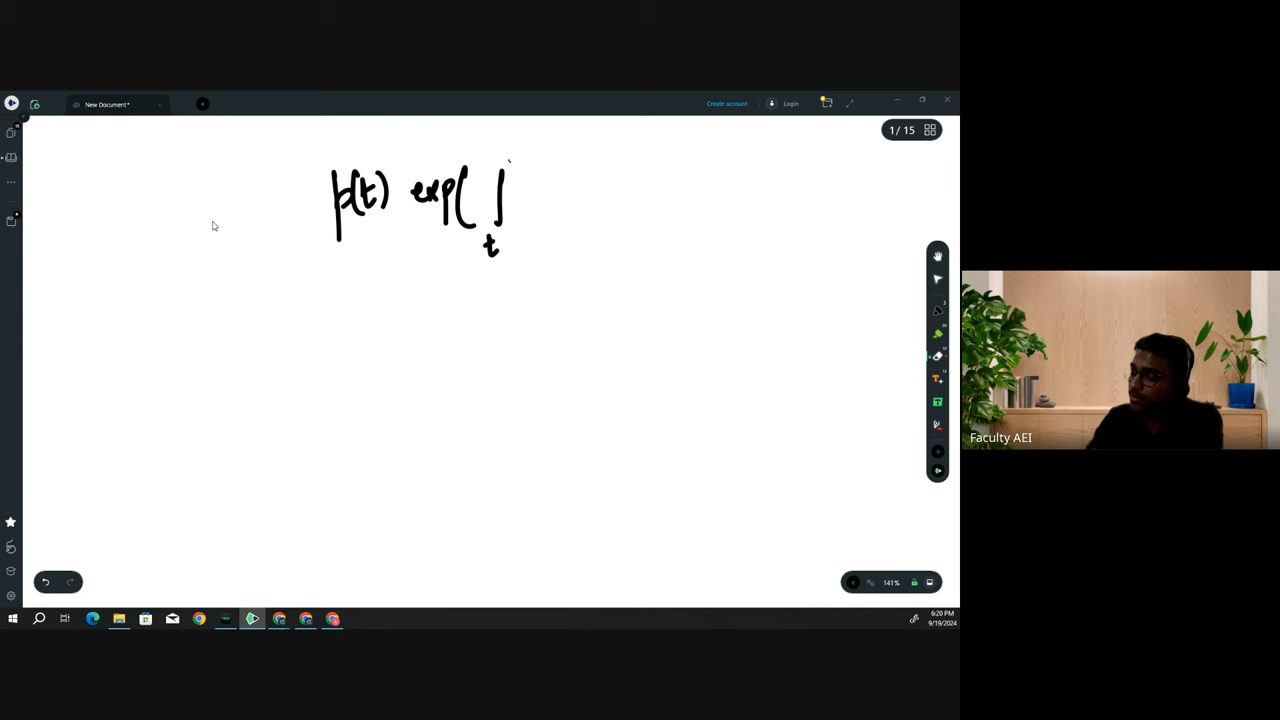 New Document*
Create account
Login
1 / 15
ρ(t) exp( ∫
t
Faculty AEI
141%
6:20 PM
9/19/2024